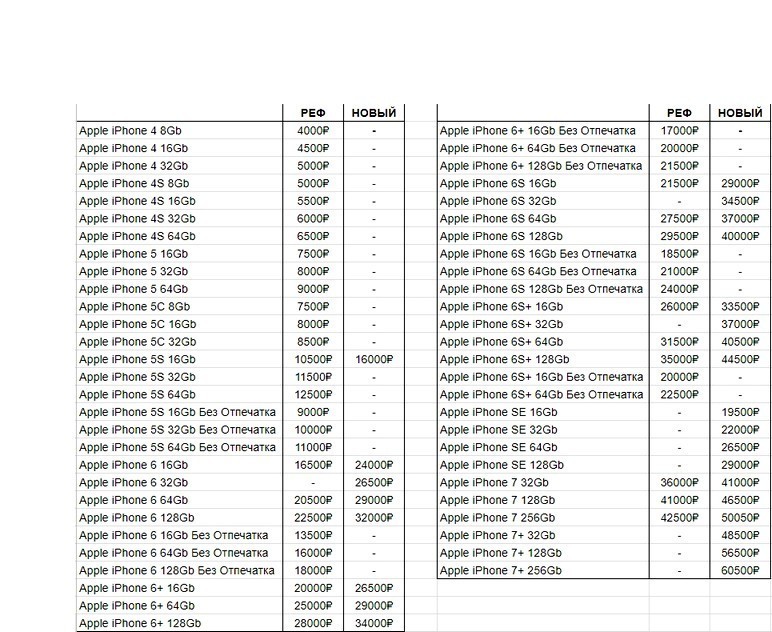 РЕФ НОВЫЙ
Apple iPhone 4 8Gb 4000₽ -
Apple iPhone 4 16Gb 4500₽ -
Apple iPhone 4 32Gb 5000₽ -
Apple iPhone 4S 8Gb 5000₽ -
Apple iPhone 4S 16Gb 5500₽ -
Apple iPhone 4S 32Gb 6000₽ -
Apple iPhone 4S 64Gb 6500₽ -
Apple iPhone 5 16Gb 7500₽ -
Apple iPhone 5 32Gb 8000₽ -
Apple iPhone 5 64Gb 9000₽ -
Apple iPhone 5C 8Gb 7500₽ -
Apple iPhone 5C 16Gb 8000₽ -
Apple iPhone 5C 32Gb 8500₽ -
Apple iPhone 5S 16Gb 10500₽ 16000₽
Apple iPhone 5S 32Gb 11500₽ -
Apple iPhone 5S 64Gb 12500₽ -
Apple iPhone 5S 16Gb Без Отпечатка 9000₽ -
Apple iPhone 5S 32Gb Без Отпечатка 10000₽ -
Apple iPhone 5S 64Gb Без Отпечатка 11000₽ -
Apple iPhone 6 16Gb 16500₽ 24000₽
Apple iPhone 6 32Gb - 26500₽
Apple iPhone 6 64Gb 20500₽ 29000₽
Apple iPhone 6 128Gb 22500₽ 32000₽
Apple iPhone 6 16Gb Без Отпечатка 13500₽ -
Apple iPhone 6 64Gb Без Отпечатка 16000₽ -
Apple iPhone 6 128Gb Без Отпечатка 18000₽ -
Apple iPhone 6+ 16Gb 20000₽ 26500₽
Apple iPhone 6+ 64Gb 25000₽ 29000₽
Apple iPhone 6+ 128Gb 28000₽ 34000₽
РЕФ НОВЫЙ
Apple iPhone 6+ 16Gb Без Отпечатка 17000₽ -
Apple iPhone 6+ 64Gb Без Отпечатка 20000₽ -
Apple iPhone 6+ 128Gb Без Отпечатка 21500₽ -
Apple iPhone 6S 16Gb 21500₽ 29000₽
Apple iPhone 6S 32Gb - 34500₽
Apple iPhone 6S 64Gb 27500₽ 37000₽
Apple iPhone 6S 128Gb 29500₽ 40000₽
Apple iPhone 6S 16Gb Без Отпечатка 18500₽ -
Apple iPhone 6S 64Gb Без Отпечатка 21000₽ -
Apple iPhone 6S 128Gb Без Отпечатка 24000₽ -
Apple iPhone 6S+ 16Gb 26000₽ 33500₽
Apple iPhone 6S+ 32Gb - 37000₽
Apple iPhone 6S+ 64Gb 31500₽ 40500₽
Apple iPhone 6S+ 128Gb 35000₽ 44500₽
Apple iPhone 6S+ 16Gb Без Отпечатка 20000₽ -
Apple iPhone 6S+ 64Gb Без Отпечатка 22500₽ -
Apple iPhone SE 16Gb - 19500₽
Apple iPhone SE 32Gb - 22000₽
Apple iPhone SE 64Gb - 26500₽
Apple iPhone SE 128Gb - 29000₽
Apple iPhone 7 32Gb 36000₽ 41000₽
Apple iPhone 7 128Gb 41000₽ 46500₽
Apple iPhone 7 256Gb 42500₽ 50050₽
Apple iPhone 7+ 32Gb - 48500₽
Apple iPhone 7+ 128Gb - 56500₽
Apple iPhone 7+ 256Gb - 60500₽